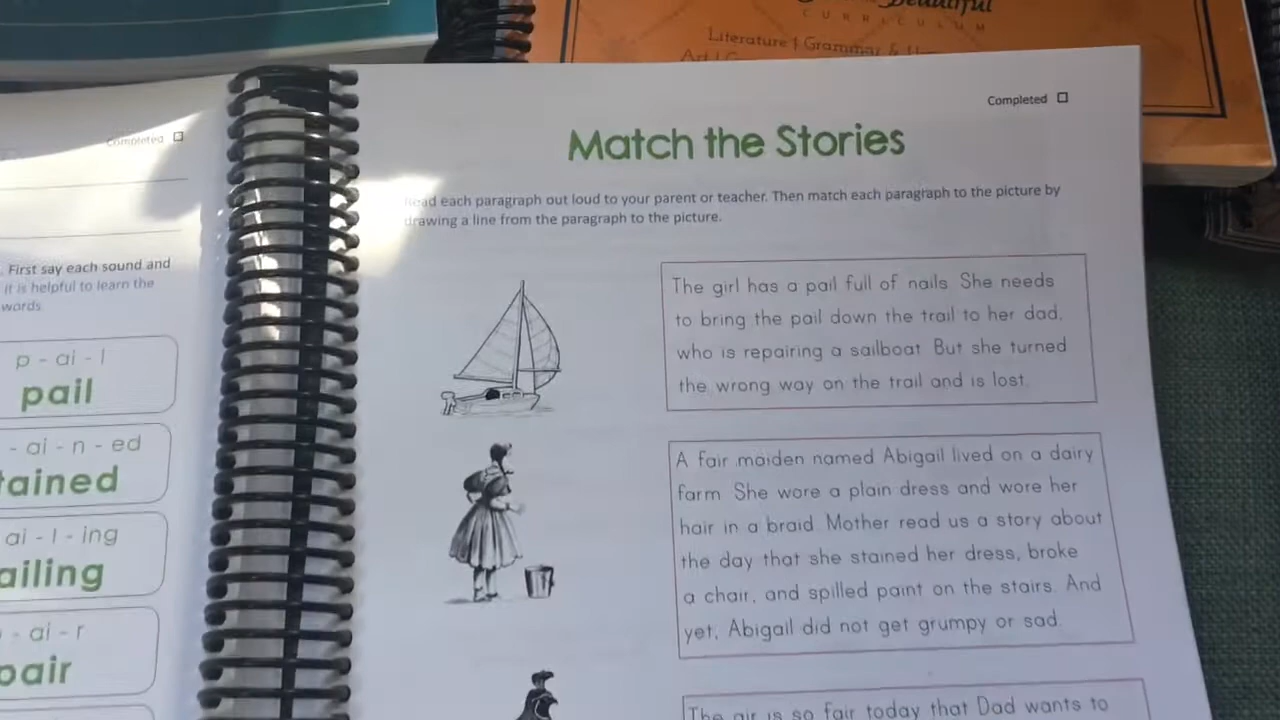 Beautiful
CURRICULUM
Literature | Grammar &
Completed
Match the Stories
Read each paragraph out loud to your parent or teacher. Then match each paragraph to the picture by
drawing a line from the paragraph to the picture.
The girl has a pail full of nails. She needs
to bring the pail down the trail to her dad,
who is repairing a sailboat. But she turned
the wrong way on the trail and is lost.
A fair maiden named Abigail lived on a dairy
farm. She wore a plain dress and wore her
hair in a braid. Mother read us a story about
the day that she stained her dress, broke
a chair, and spilled paint on the stairs. And
yet, Abigail did not get grumpy or sad.
The air is so fair today that Dad wants to
Completed
. First say each sound and
it is helpful to learn the
words.
p - ai - l
pail
- ai - n - ed
tained
ai - l - ing
ailing
- ai - r
pair